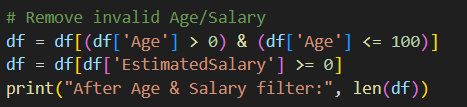 # Remove invalid Age/Salary
df = df[(df['Age'] > 0) & (df['Age'] <= 100)]
df = df[df['EstimatedSalary'] >= 0]
print("After Age & Salary filter:", len(df))